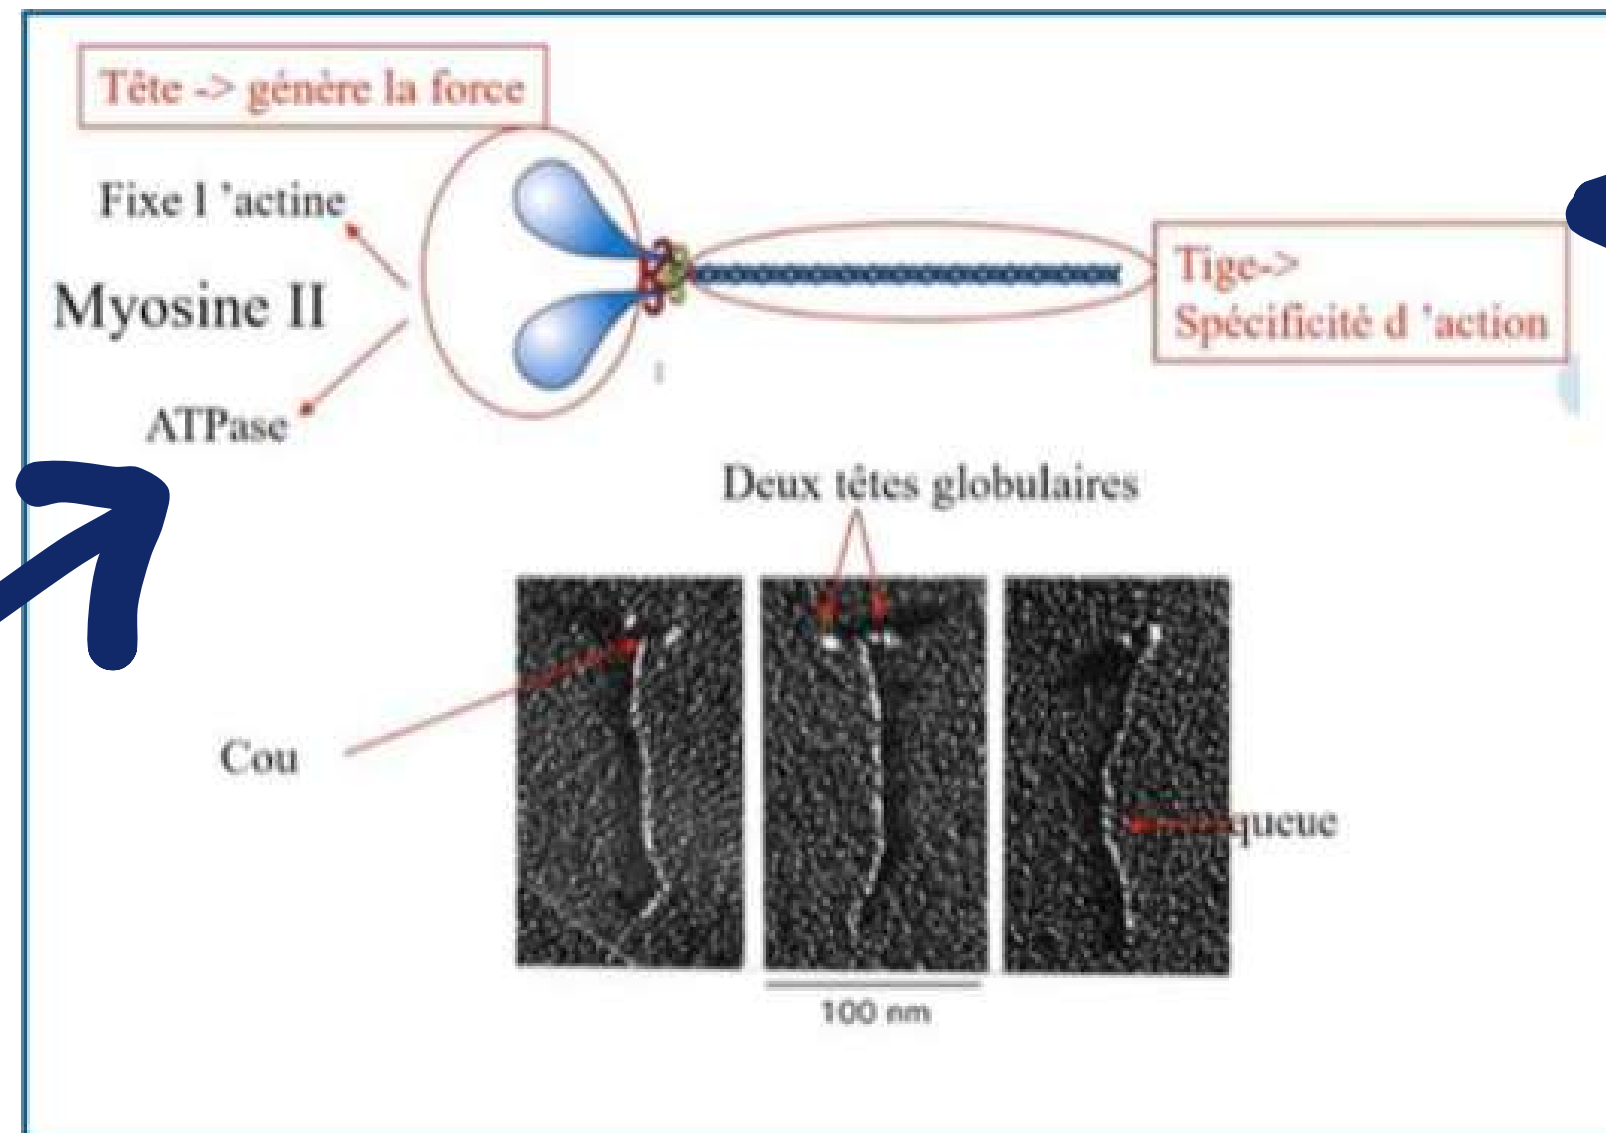 Tête -> génère la force
Fixe l 'actine
Myosine II
ATPase
Tige->
Spécificité d 'action
Deux têtes globulaires
Cou
queue
100 nm